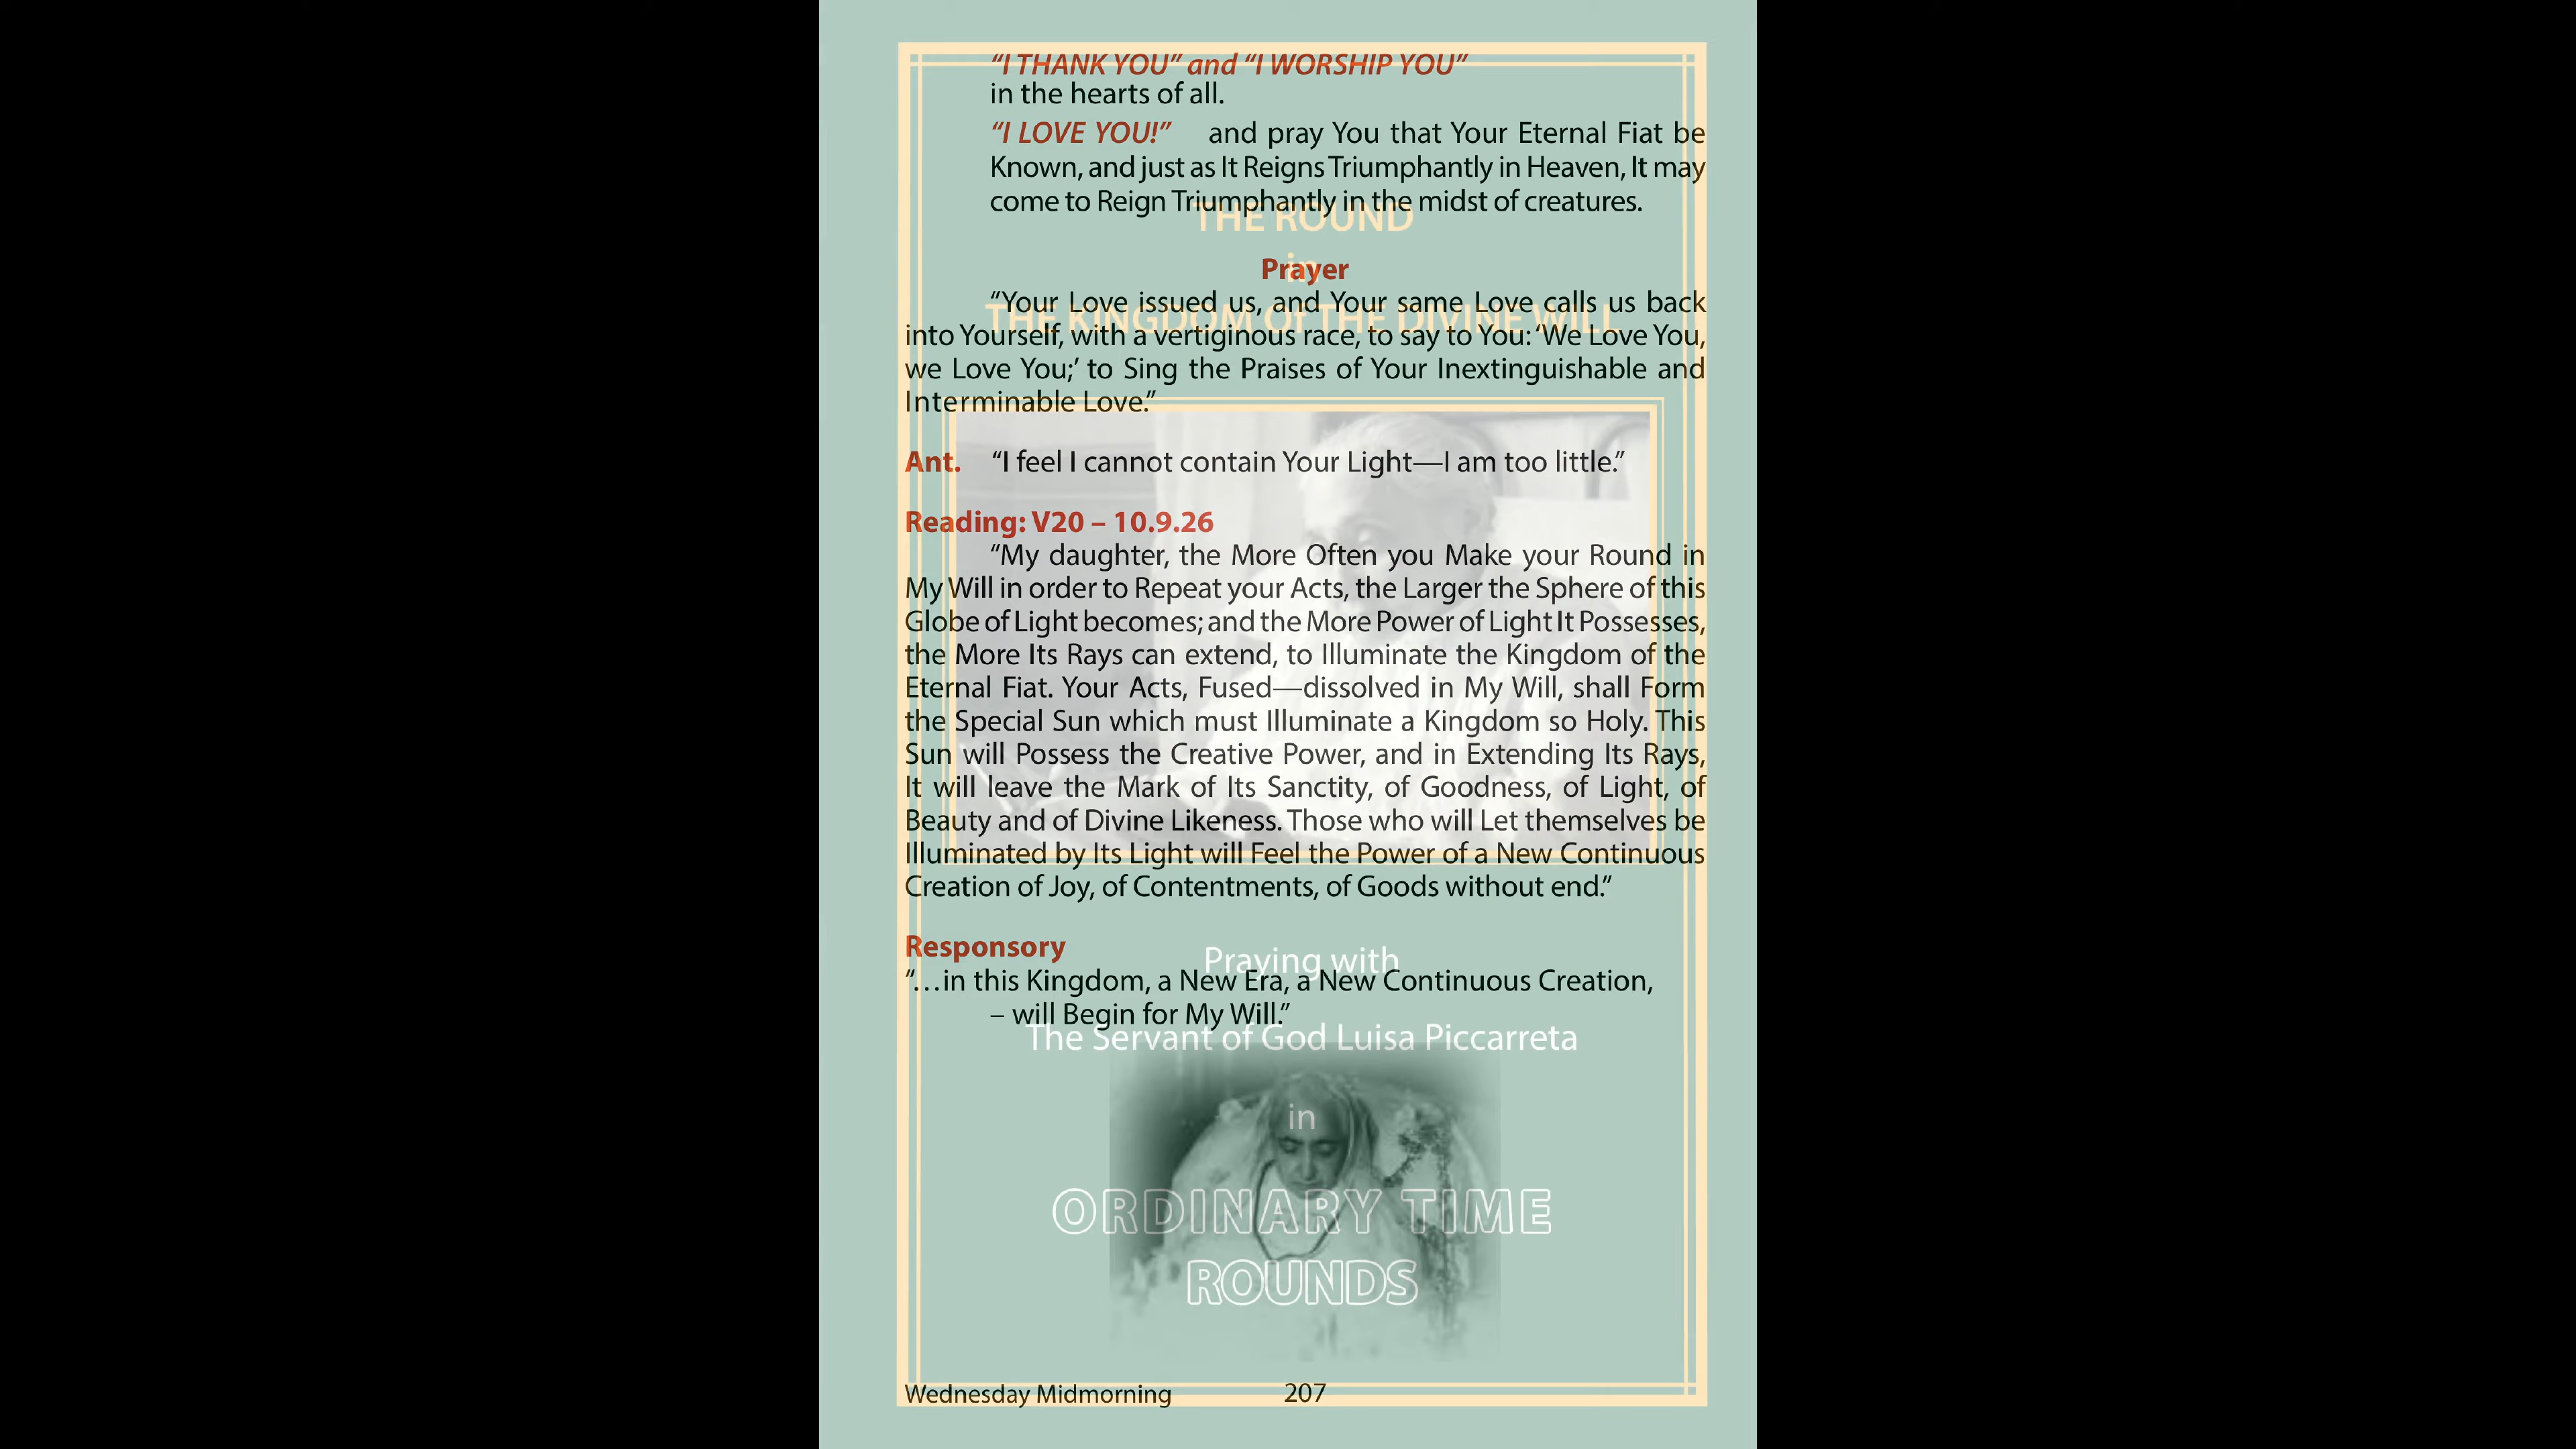 “I THANK YOU” and “I WORSHIP YOU”
in the hearts of all.
“I LOVE YOU!” and pray You that Your Eternal Fiat be
Known, and just as It Reigns Triumphantly in Heaven, It may
come to Reign Triumphantly in the midst of creatures.
THE ROUND
in
Prayer
“Your Love issued us, and Your same Love calls us back
THE KINGDOM Of THE DIVINE WILL
into Yourself, with a vertiginous race, to say to You: ‘We Love You,
we Love You;’ to Sing the Praises of Your Inextinguishable and
Interminable Love.”
Ant. “I feel I cannot contain Your Light—I am too little.”
Reading: V20 – 10.9.26
“My daughter, the More Often you Make your Round in
My Will in order to Repeat your Acts, the Larger the Sphere of this
Globe of Light becomes; and the More Power of Light It Possesses,
the More Its Rays can extend, to Illuminate the Kingdom of the
Eternal Fiat. Your Acts, Fused—dissolved in My Will, shall Form
the Special Sun which must Illuminate a Kingdom so Holy. This
Sun will Possess the Creative Power, and in Extending Its Rays,
It will leave the Mark of Its Sanctity, of Goodness, of Light, of
Beauty and of Divine Likeness. Those who will Let themselves be
Illuminated by Its Light will Feel the Power of a New Continuous
Creation of Joy, of Contentments, of Goods without end.”
Responsory
Praying with
“…in this Kingdom, a New Era, a New Continuous Creation,
– will Begin for My Will.”
The Servant of God Luisa Piccarreta
in
ORDINARY TIME
ROUNDS
Wednesday Midmorning 207